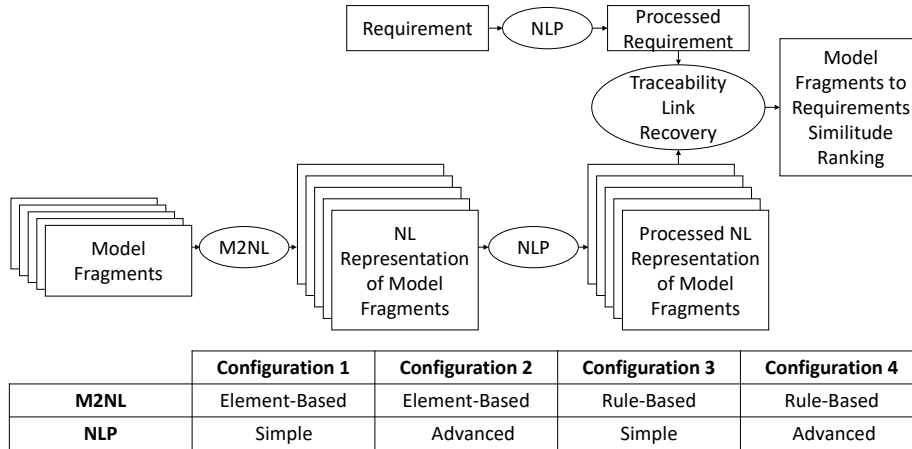 Requirement
NLP
Processed
Requirement
Traceability
Link
Recovery
Model
Fragments to
Requirements
Similitude
Ranking
Model
Fragments
M2NL
NL
Representation
of Model
Fragments
NLP
Processed NL
Representation
of Model
Fragments
Configuration 1 Configuration 2 Configuration 3 Configuration 4
M2NL Element-Based Element-Based Rule-Based Rule-Based
NLP Simple Advanced Simple Advanced